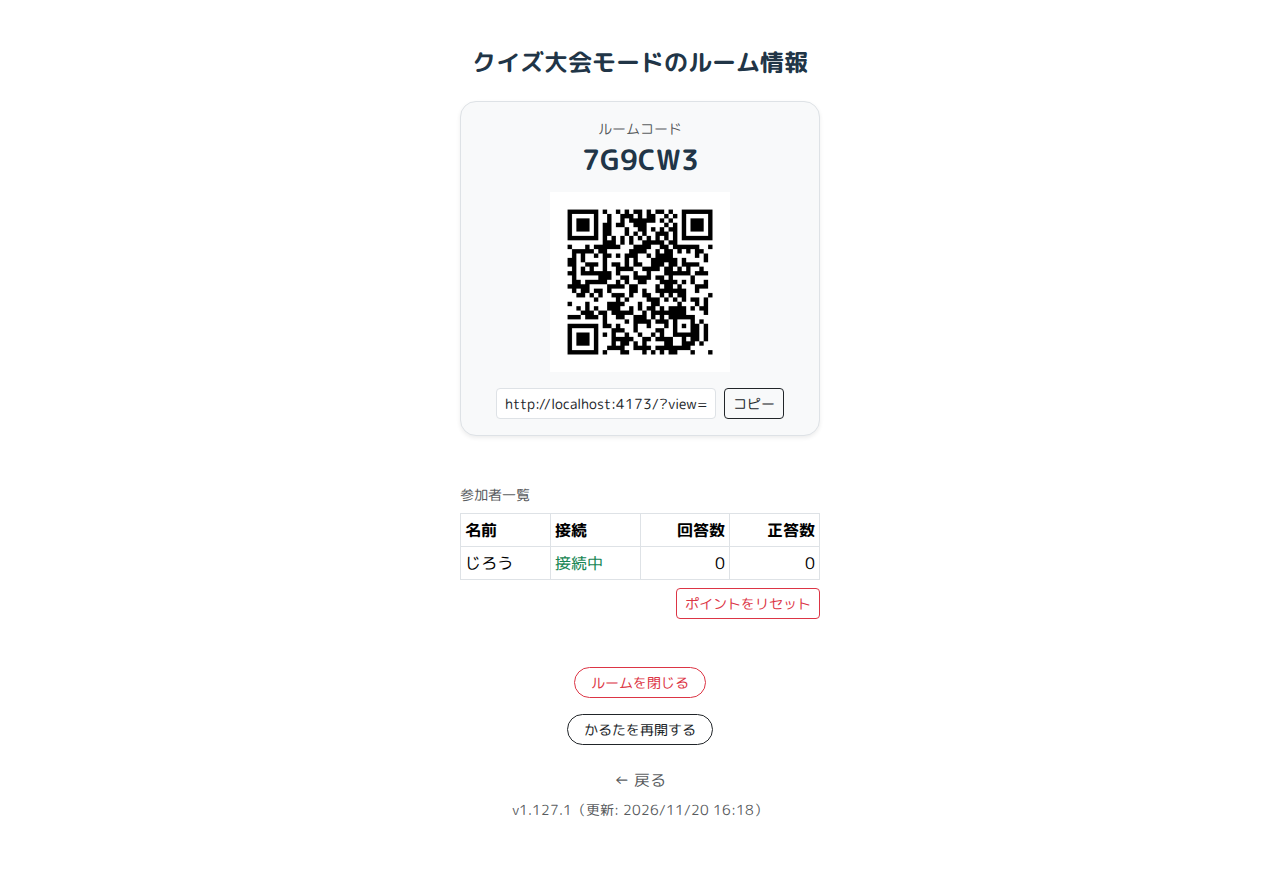 クイズ大会モードのルーム情報
ルームコード
7G9CW3
http://localhost:4173/?view=
コピー
参加者一覧
名前 接続 回答数 正答数
じろう 接続中 0 0
ポイントをリセット
ルームを閉じる
かるたを再開する
← 戻る
v1.127.1（更新: 2026/11/20 16:18）